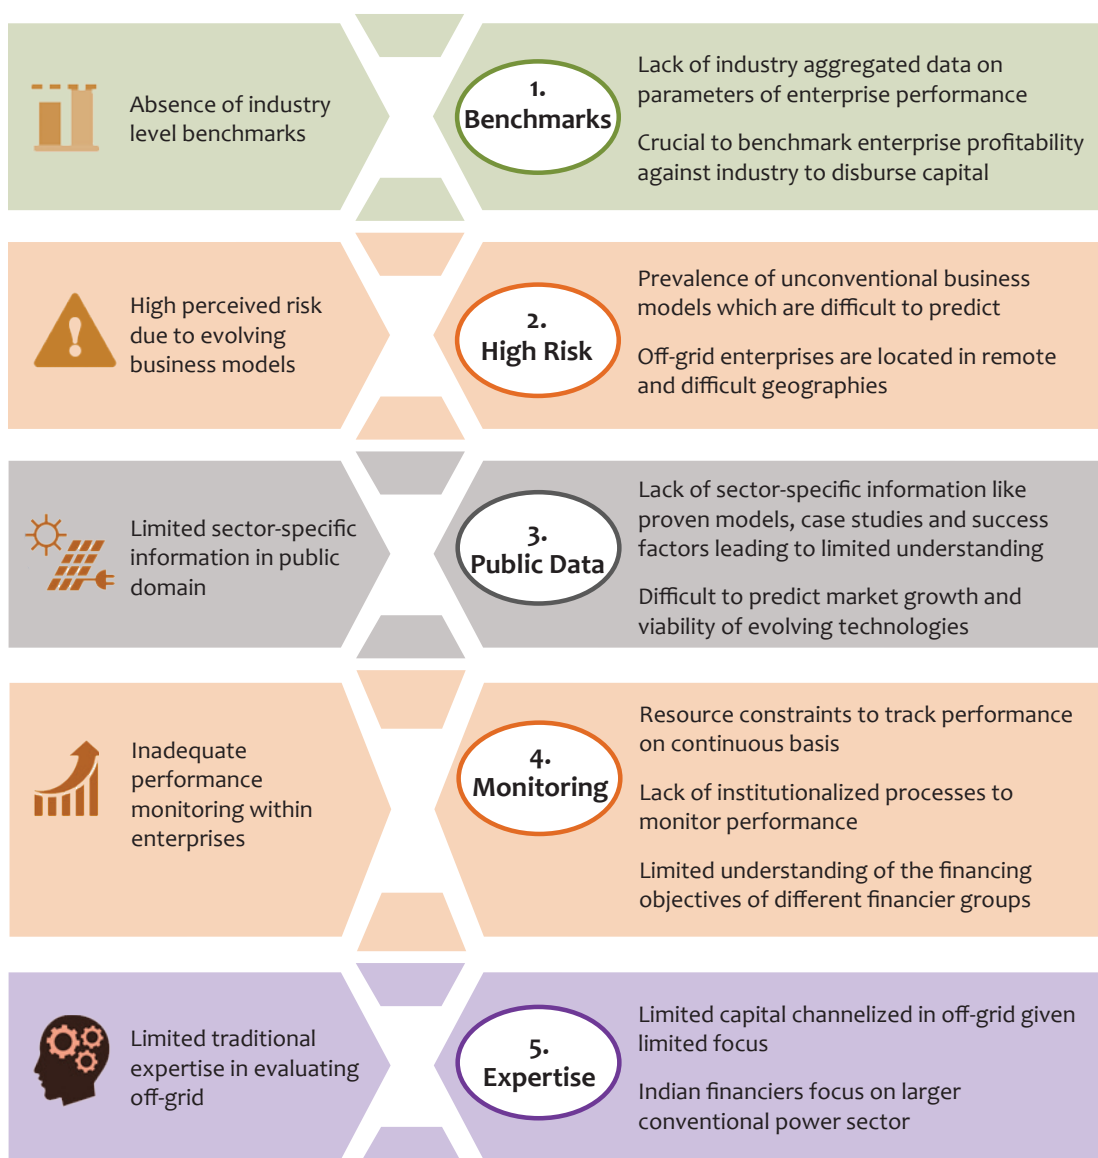 Absence of industry
level benchmarks
1.
Benchmarks
Lack of industry aggregated data on
parameters of enterprise performance
Crucial to benchmark enterprise profitability
against industry to disburse capital
High perceived risk
due to evolving
business models
2.
High Risk
Prevalence of unconventional business
models which are difficult to predict
Off-grid enterprises are located in remote
and difficult geographies
Limited sector-specific
information in public
domain
3.
Public Data
Lack of sector-specific information like
proven models, case studies and success
factors leading to limited understanding
Difficult to predict market growth and
viability of evolving technologies
Inadequate
performance
monitoring within
enterprises
4.
Monitoring
Resource constraints to track performance
on continuous basis
Lack of institutionalized processes to
monitor performance
Limited understanding of the financing
objectives of different financier groups
Limited traditional
expertise in evaluating
off-grid
5.
Expertise
Limited capital channelized in off-grid given
limited focus
Indian financiers focus on larger
conventional power sector